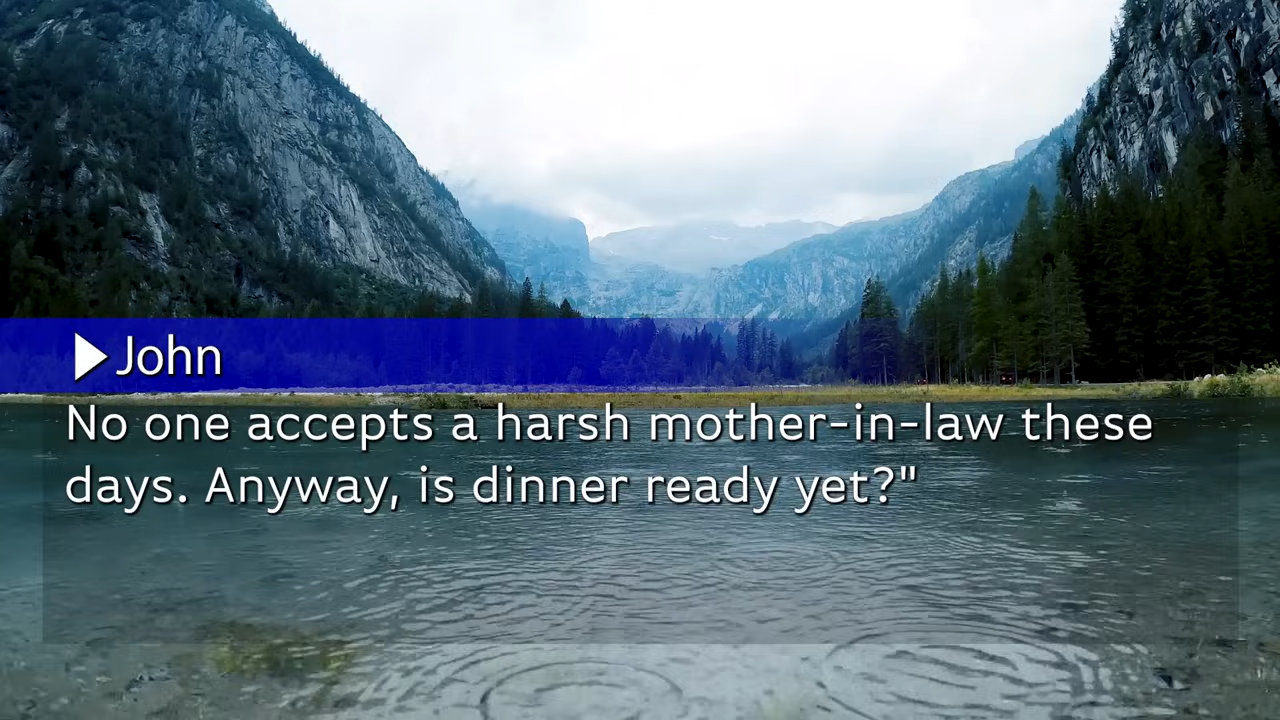 John
No one accepts a harsh mother-in-law these
days. Anyway, is dinner ready yet?"